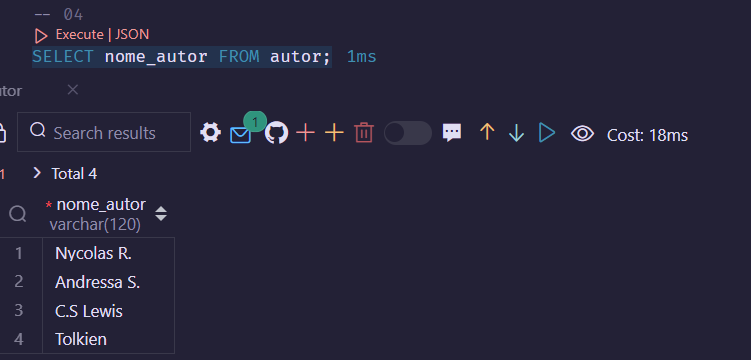 -- 04
Execute | JSON
SELECT nome_autor FROM autor; 1ms
utor
Search results 1 Cost: 18ms
1 Total 4
* nome_autor
varchar(120)
1 Nycolas R.
2 Andressa S.
3 C.S Lewis
4 Tolkien